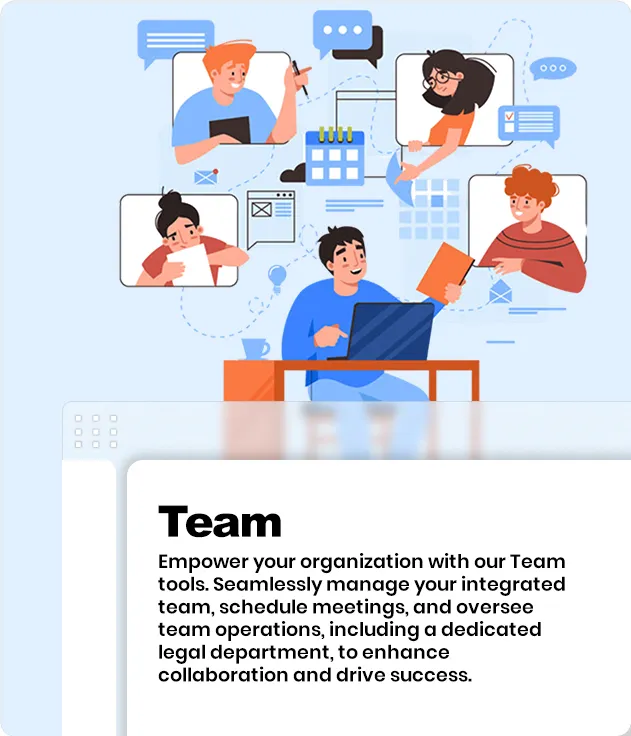 Team
Empower your organization with our Team
tools. Seamlessly manage your integrated
team, schedule meetings, and oversee
team operations, including a dedicated
legal department, to enhance
collaboration and drive success.